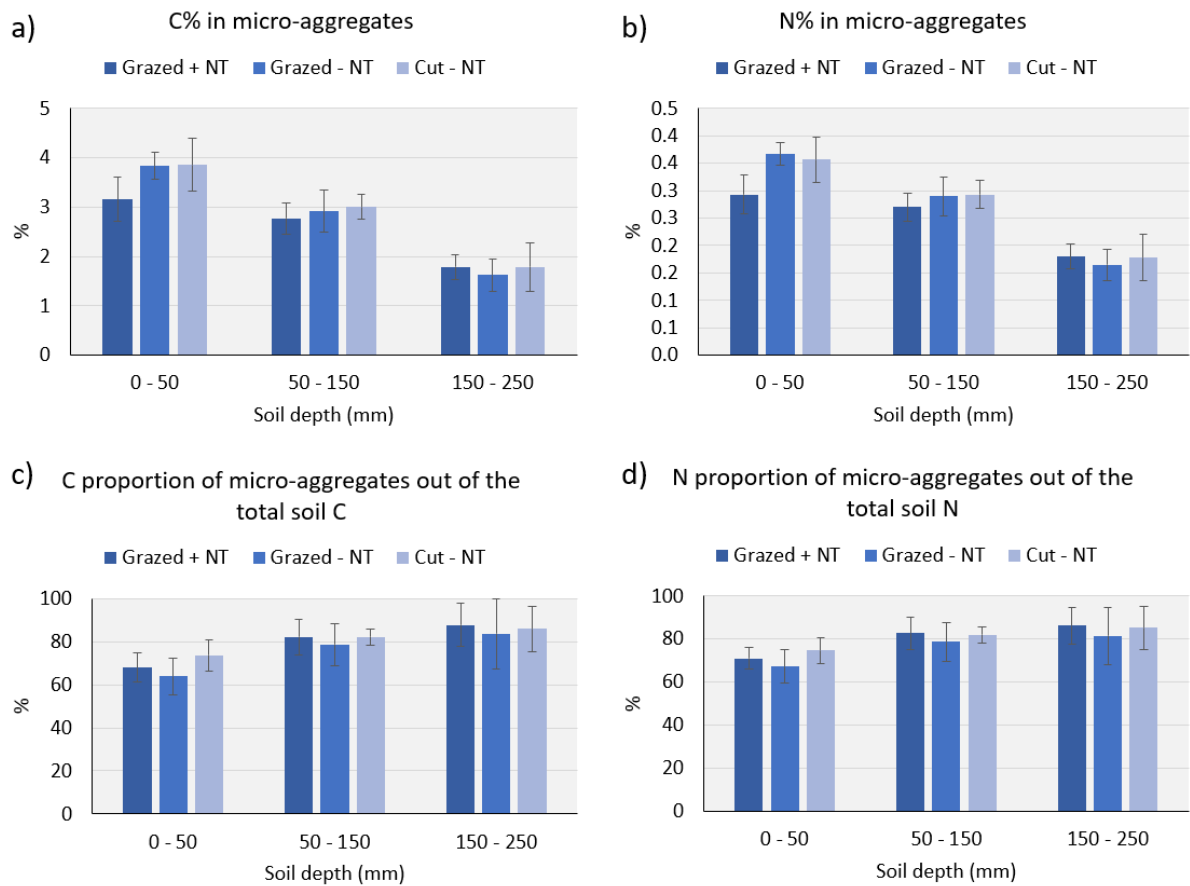 a)
C% in micro-aggregates
Grazed + NT Grazed - NT Cut - NT
5
4
3
2
1
0
%
0 - 50 50 - 150 150 - 250
Soil depth (mm)
b)
N% in micro-aggregates
Grazed + NT Grazed - NT Cut - NT
0.5
0.4
0.4
0.3
0.3
0.2
0.2
0.1
0.1
0.0
%
0 - 50 50 - 150 150 - 250
Soil depth (mm)
c)
C proportion of micro-aggregates out of the
total soil C
Grazed + NT Grazed - NT Cut - NT
100
80
60
40
20
0
%
0 - 50 50 - 150 150 - 250
Soil depth (mm)
d)
N proportion of micro-aggregates out of the
total soil N
Grazed + NT Grazed - NT Cut - NT
100
80
60
40
20
0
%
0 - 50 50 - 150 150 - 250
Soil depth (mm)